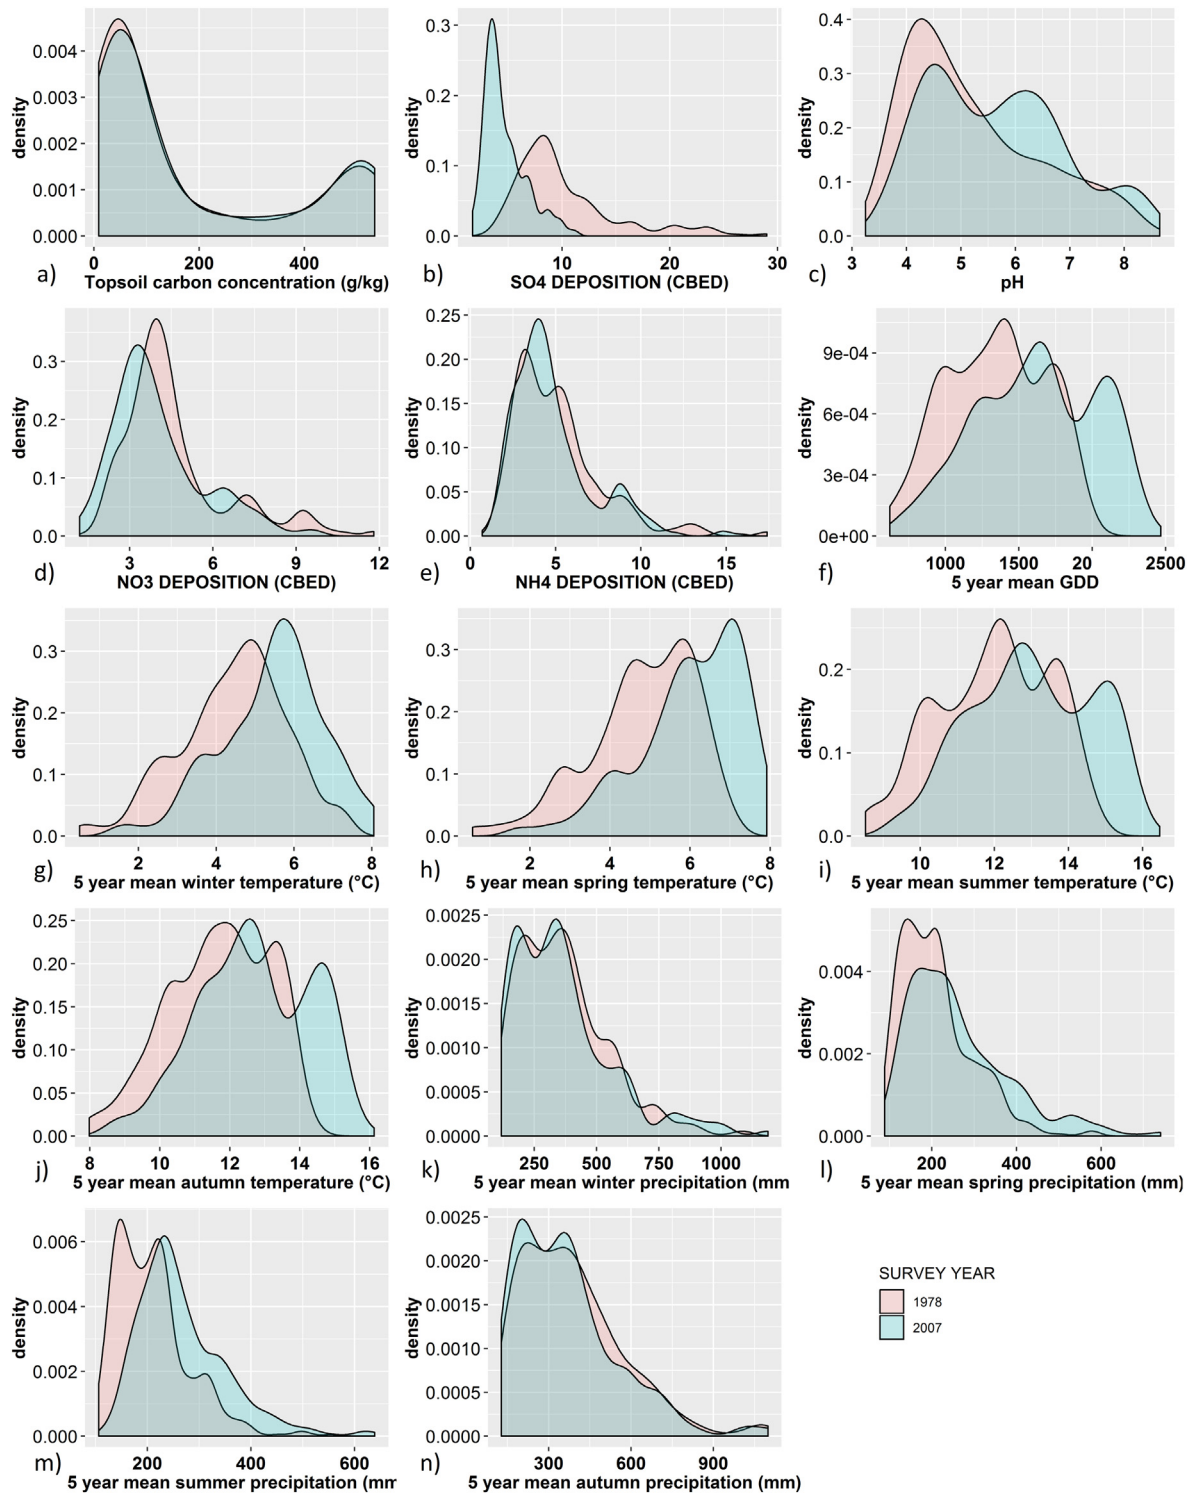 density
0.004
0.003
0.002
0.001
0.000
0 200 400
a) Topsoil carbon concentration (g/kg)
density
0.3
0.2
0.1
0.0
10 20 30
b) SO4 DEPOSITION (CBED)
density
0.4
0.3
0.2
0.1
0.0
3 4 5 6 7 8
c) pH
density
0.3
0.2
0.1
0.0
3 6 9 12
d) NO3 DEPOSITION (CBED)
density
0.25
0.20
0.15
0.10
0.05
0.00
0 5 10 15
e) NH4 DEPOSITION (CBED)
density
9e-04
6e-04
3e-04
0e+00
1000 1500 20 2500
f) 5 year mean GDD
density
0.3
0.2
0.1
0.0
2 4 6 8
g) 5 year mean winter temperature (°C)
density
0.3
0.2
0.1
0.0
2 4 6 8
h) 5 year mean spring temperature (°C)
density
0.2
0.1
0.0
10 12 14 16
i) 5 year mean summer temperature (°C)
density
0.25
0.20
0.15
0.10
0.05
0.00
8 10 12 14 16
j) 5 year mean autumn temperature (°C)
density
0.0025
0.0020
0.0015
0.0010
0.0005
0.0000
250 500 750 1000
k) 5 year mean winter precipitation (mm
density
0.004
0.002
0.000
200 400 600
l) 5 year mean spring precipitation (mm)
density
0.006
0.004
0.002
0.000
200 400 600
m) 5 year mean summer precipitation (mm
density
0.0025
0.0020
0.0015
0.0010
0.0005
0.0000
300 600 900
n) 5 year mean autumn precipitation (mm)
SURVEY YEAR
1978
2007